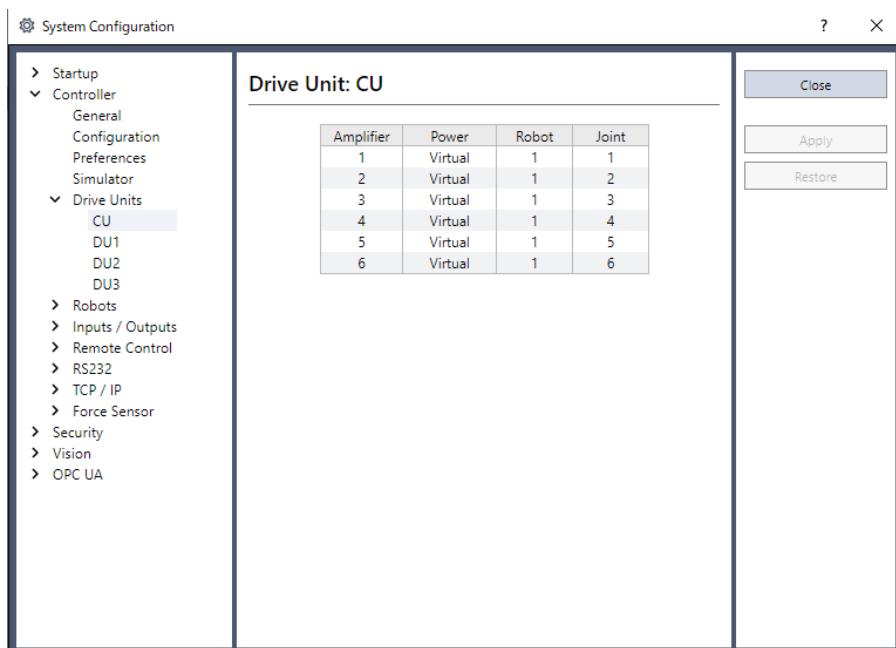 System Configuration
?
Startup
Controller
General
Configuration
Preferences
Simulator
Drive Units
CU
DU1
DU2
DU3
Robots
Inputs / Outputs
Remote Control
RS232
TCP / IP
Force Sensor
Security
Vision
OPC UA
Drive Unit: CU
Amplifier Power Robot Joint
1 Virtual 1 1
2 Virtual 1 2
3 Virtual 1 3
4 Virtual 1 4
5 Virtual 1 5
6 Virtual 1 6
Close
Apply
Restore